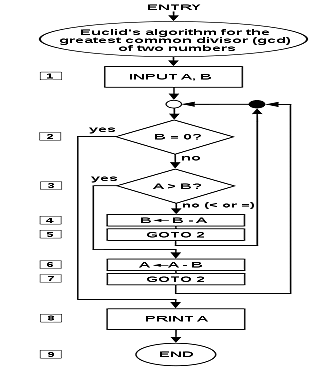 ENTRY
Euclid's algorithm for the
greatest common divisor (gcd)
of two numbers
1 INPUT A, B
yes
2 B = 0?
no
yes
3 A > B?
no (< or =)
4 B ← B - A
5 GOTO 2
6 A ← A - B
7 GOTO 2
8 PRINT A
9 END